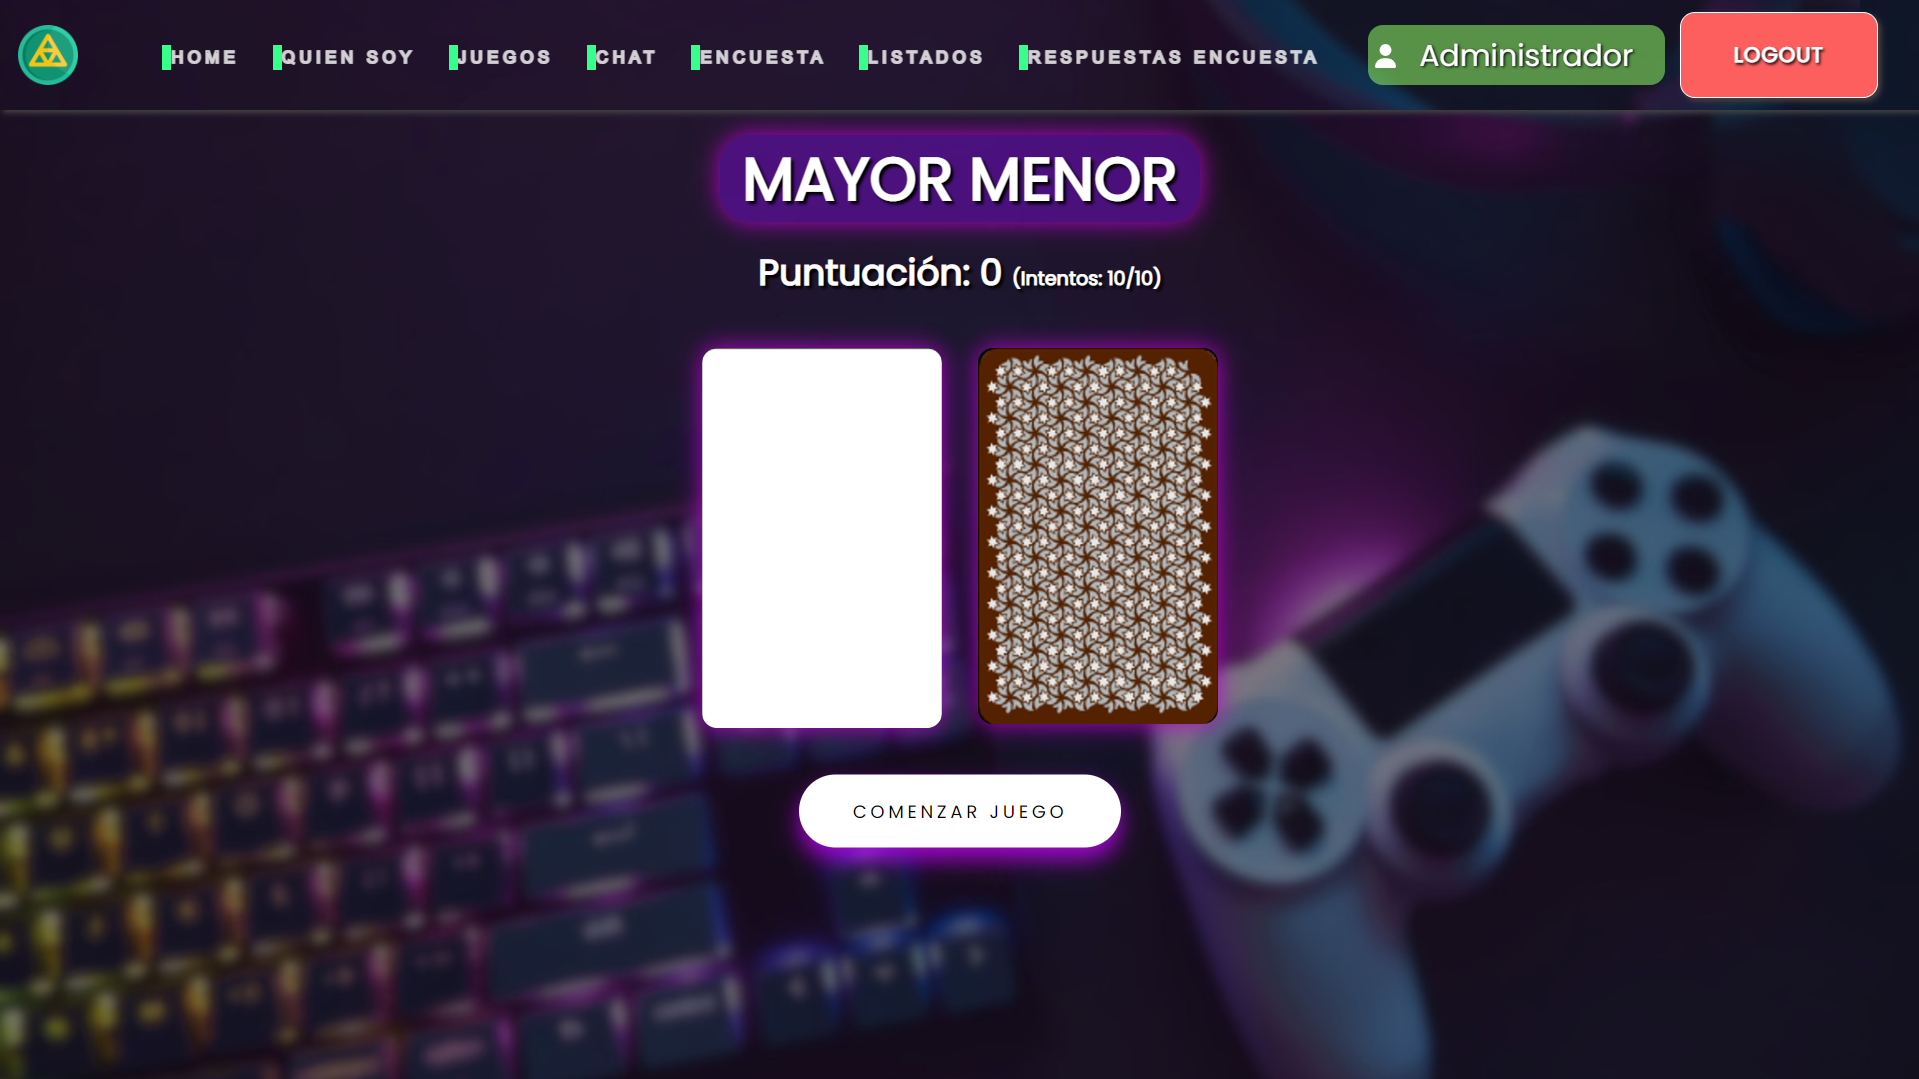 HOME QUIEN SOY JUEGOS CHAT ENCUESTA LISTADOS RESPUESTAS ENCUESTA Administrador LOGOUT
MAYOR MENOR
Puntuación: 0 (Intentos: 10/10)
COMENZAR JUEGO